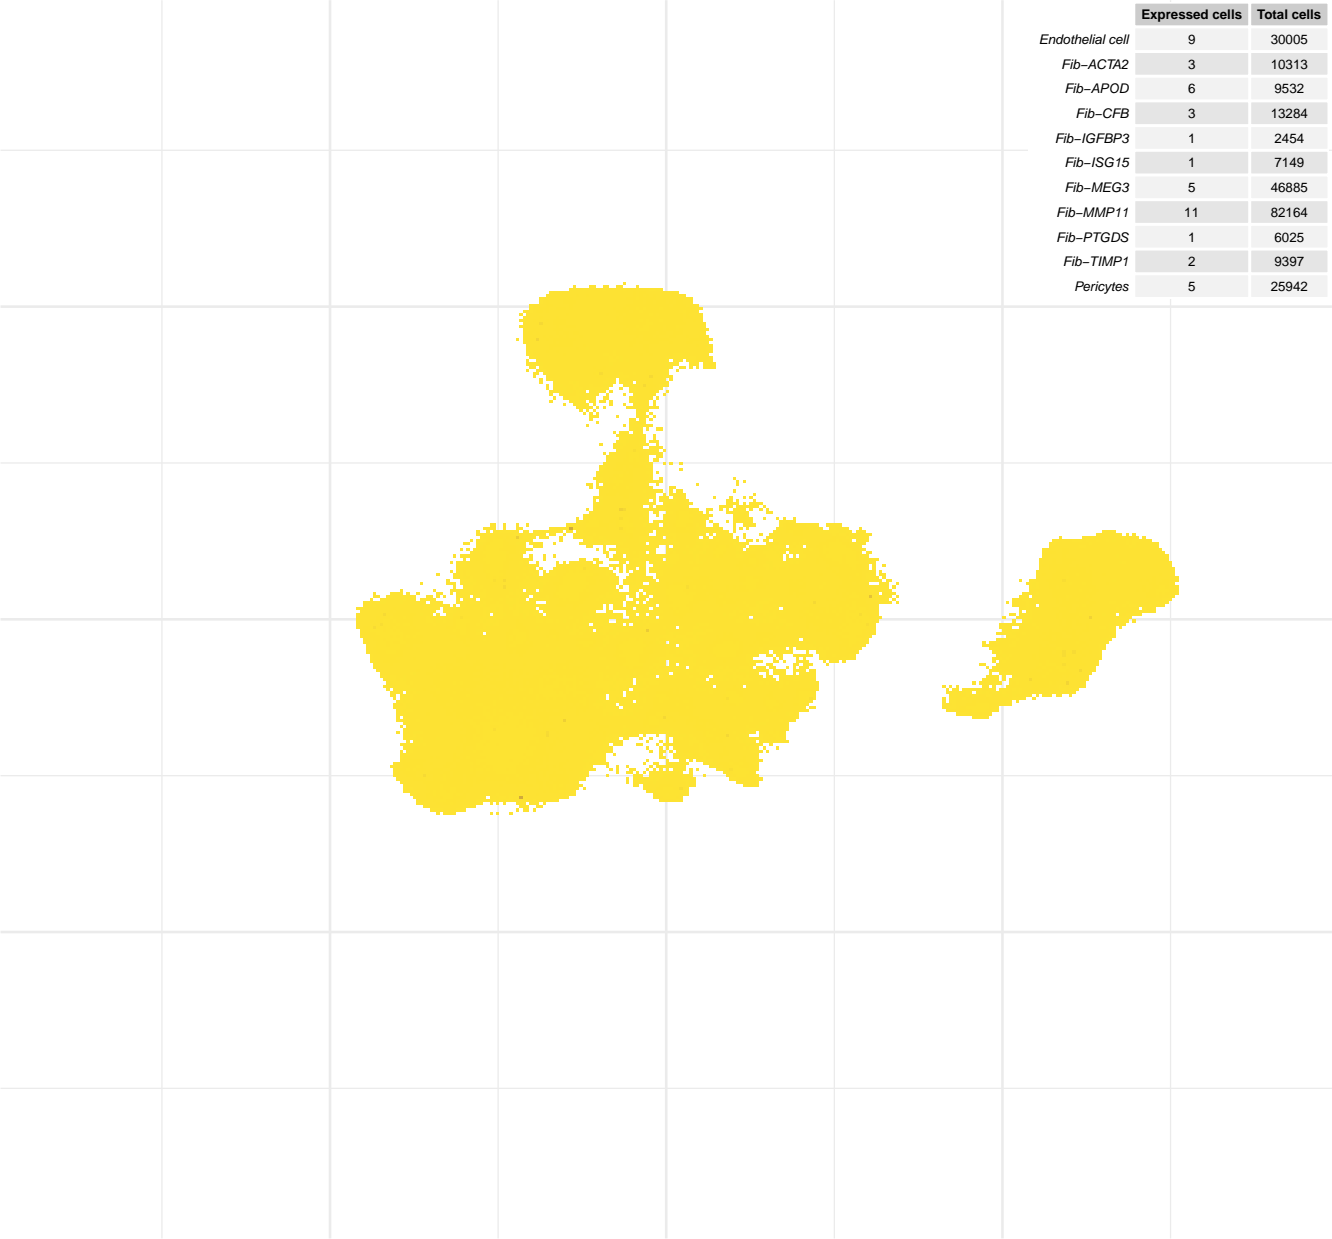 Expressed cells Total cells
Endothelial cell 9 30005
Fib−ACTA2 3 10313
Fib−APOD 6 9532
Fib−CFB 3 13284
Fib−IGFBP3 1 2454
Fib−ISG15 1 7149
Fib−MEG3 5 46885
Fib−MMP11 11 82164
Fib−PTGDS 1 6025
Fib−TIMP1 2 9397
Pericytes 5 25942